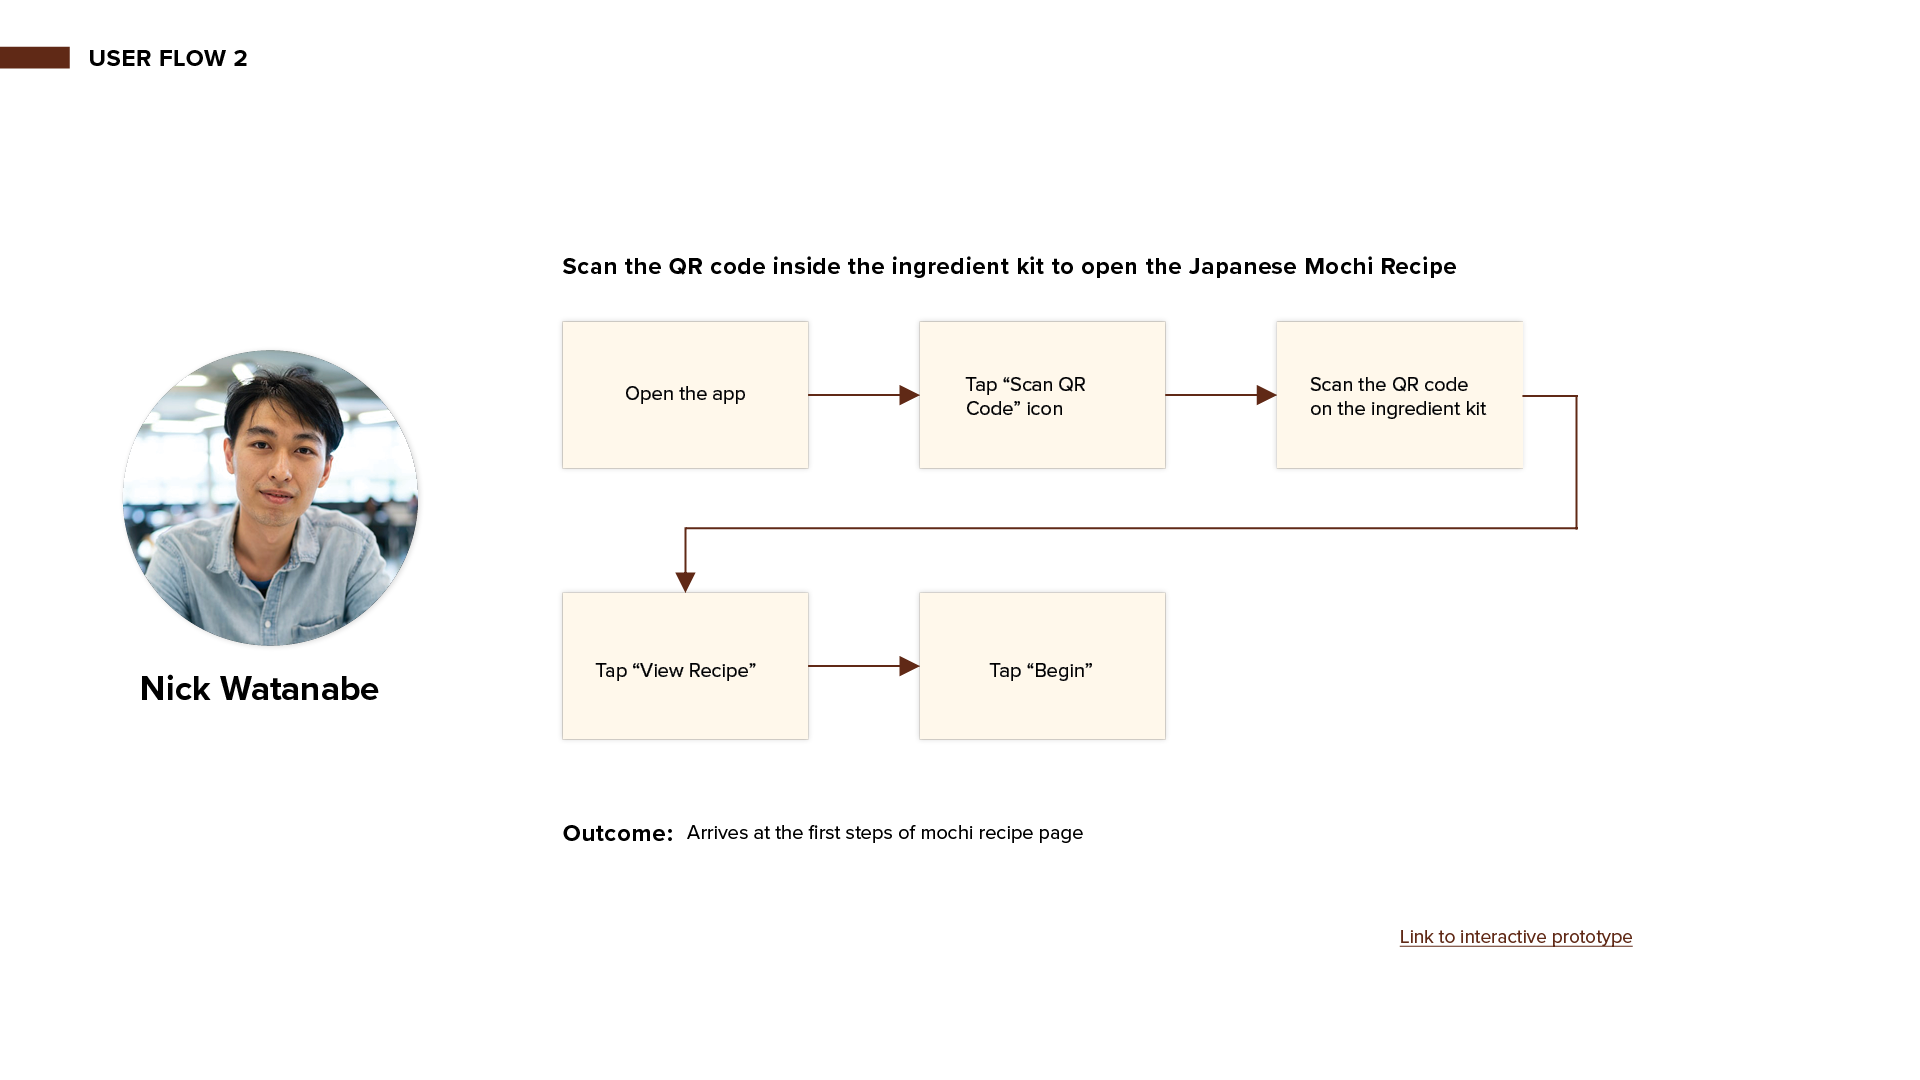 USER FLOW 2
Scan the QR code inside the ingredient kit to open the Japanese Mochi Recipe
Open the app
Tap “Scan QR
Code” icon
Scan the QR code
on the ingredient kit
Tap “View Recipe”
Tap “Begin”
Nick Watanabe
Outcome: Arrives at the first steps of mochi recipe page
Link to interactive prototype